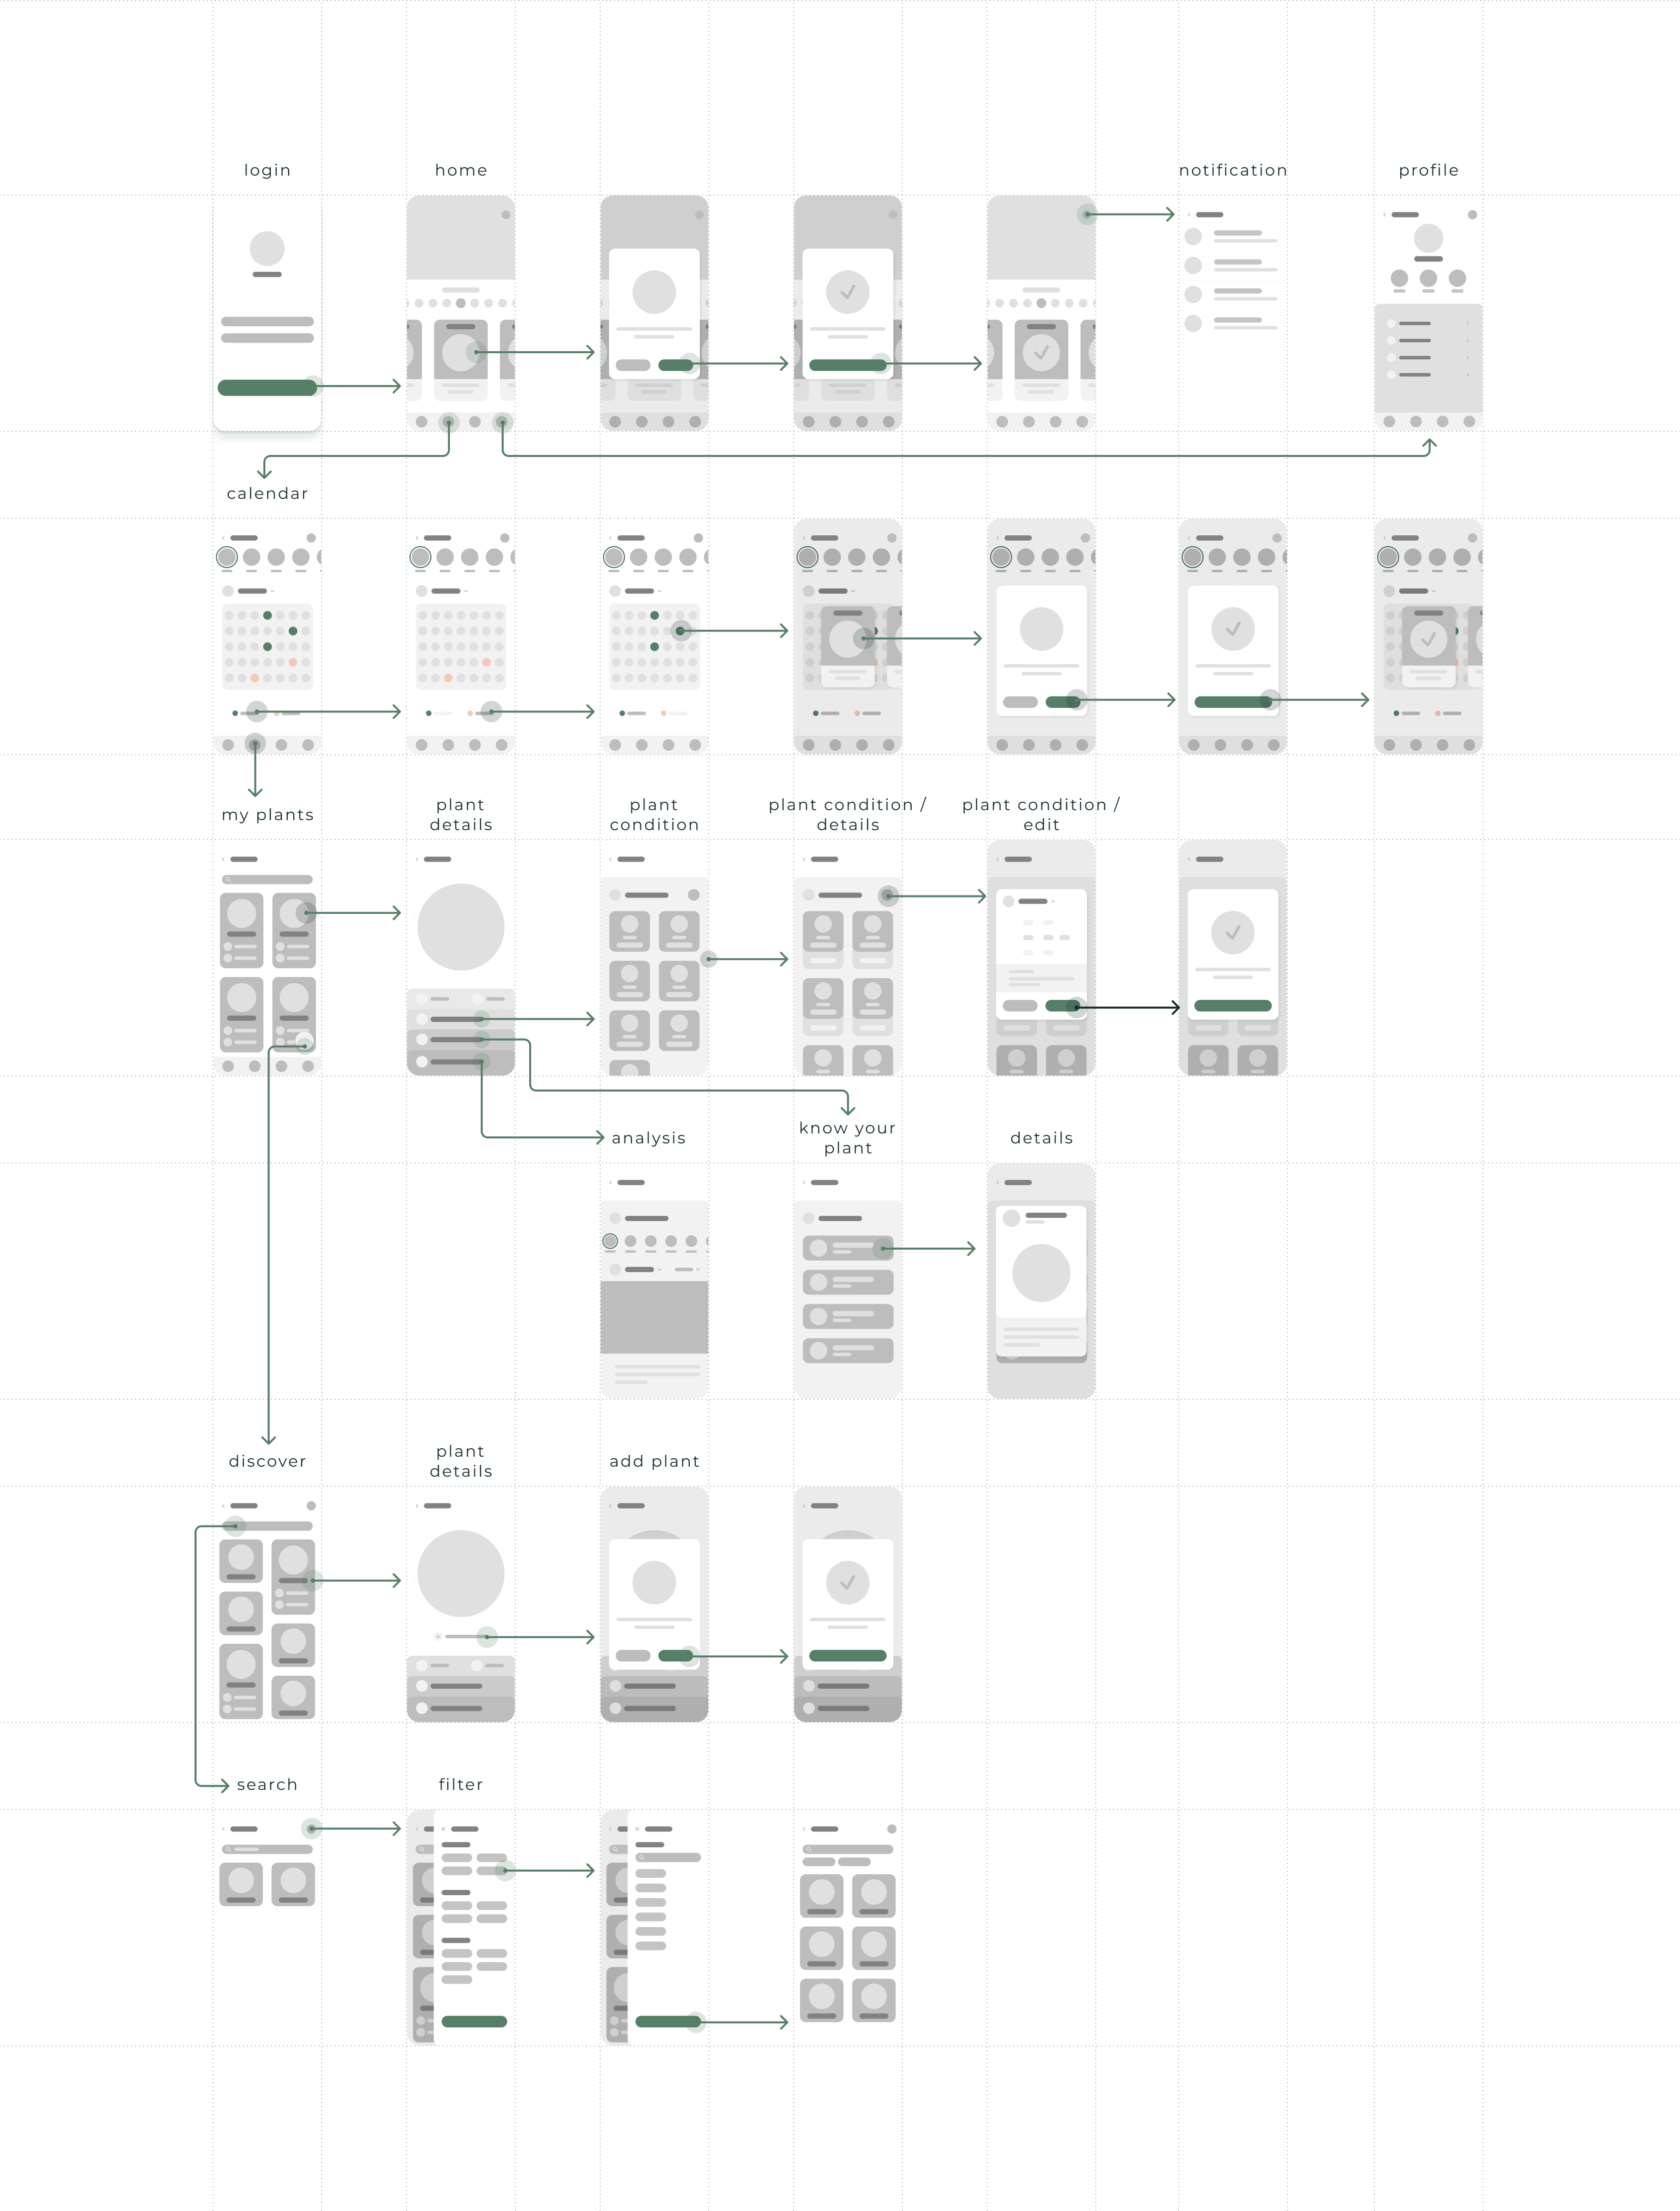 login
home
notification
profile
calendar
my plants
plant
details
plant
condition
plant condition /
details
plant condition /
edit
analysis
know your
plant
details
discover
plant
details
add plant
search
filter